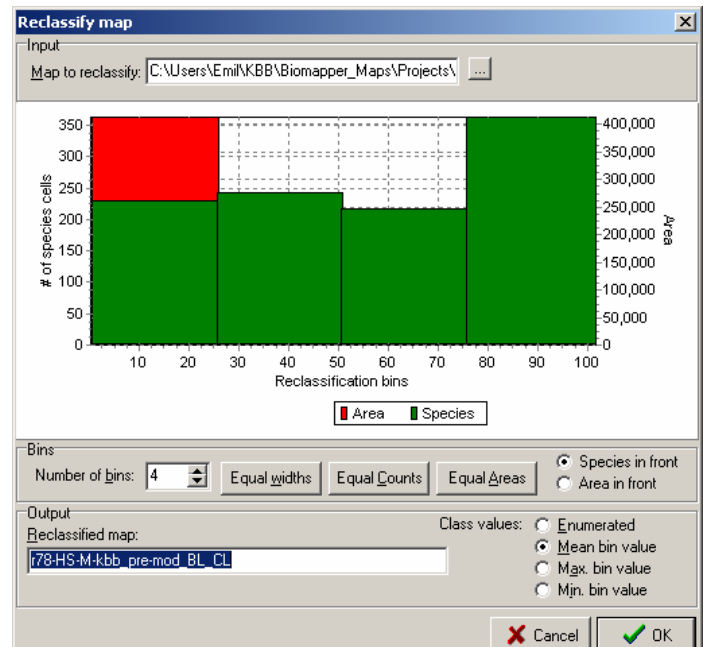 Reclassify map
Input
Map to reclassify: C:\Users\Emil\KBB\Biomapper_Maps\Projects\ ...
350
300
250
200
150
100
50
0
# of species cells
400,000
350,000
300,000
250,000
200,000
150,000
100,000
50,000
0
Area
10 20 30 40 50 60 70 80 90 100
Reclassification bins
Area Species
Bins
Number of bins: 4 Equal widths Equal Counts Equal Areas
Species in front
Area in front
Output
Reclassified map:
r78-HS-M-kbb_pre-mod_BL_CL
Class values: Enumerated
Mean bin value
Max. bin value
Min. bin value
Cancel OK